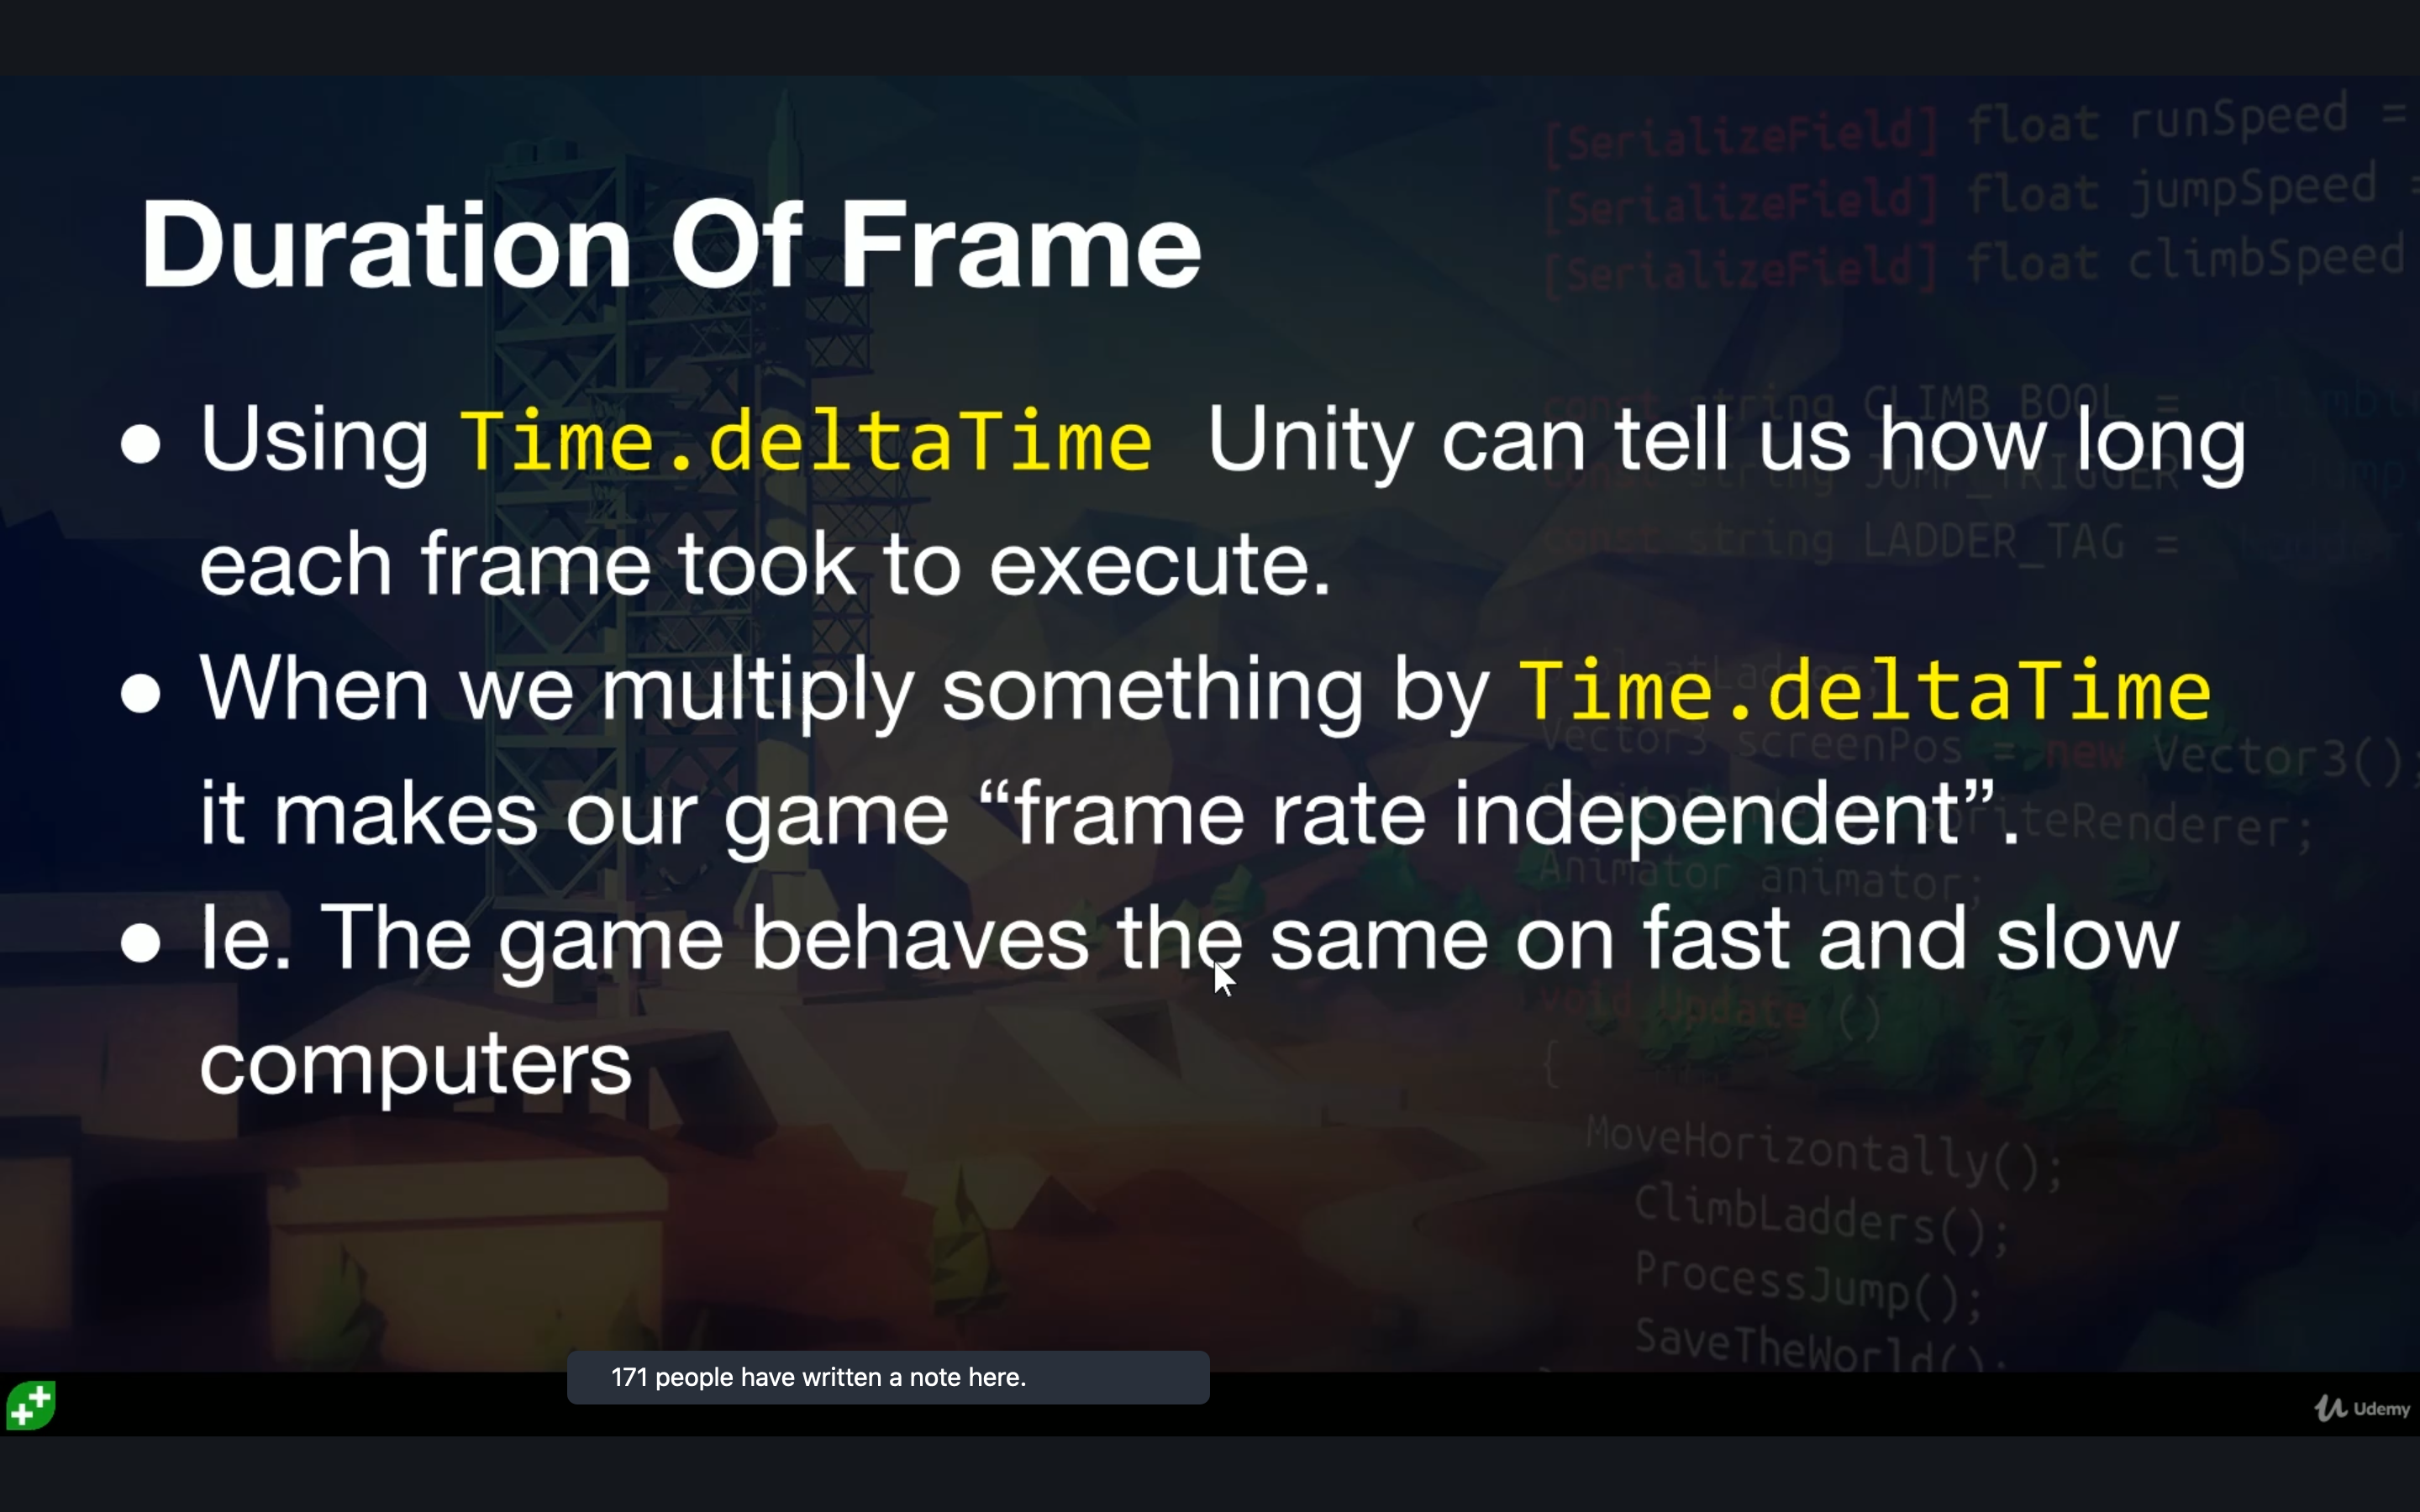 [SerializeField] float runSpeed =
[SerializeField] float jumpSpeed =
[SerializeField] float climbSpeed
Duration Of Frame
const string CLIMB_BOOL =
● Using Time.deltaTime Unity can tell us how long
const string JUMP_TRIGGER
const string LADDER_TAG =
each frame took to execute.
● When we multiply something by Time.deltaTime
Vector3 screenPos = new Vector3();
it makes our game “frame rate independent”.
Animator animator;
● Ie. The game behaves the same on fast and slow
void Update ()
{
computers
MoveHorizontally();
ClimbLadders();
ProcessJump();
SaveTheWorld();
171 people have written a note here.
Udemy